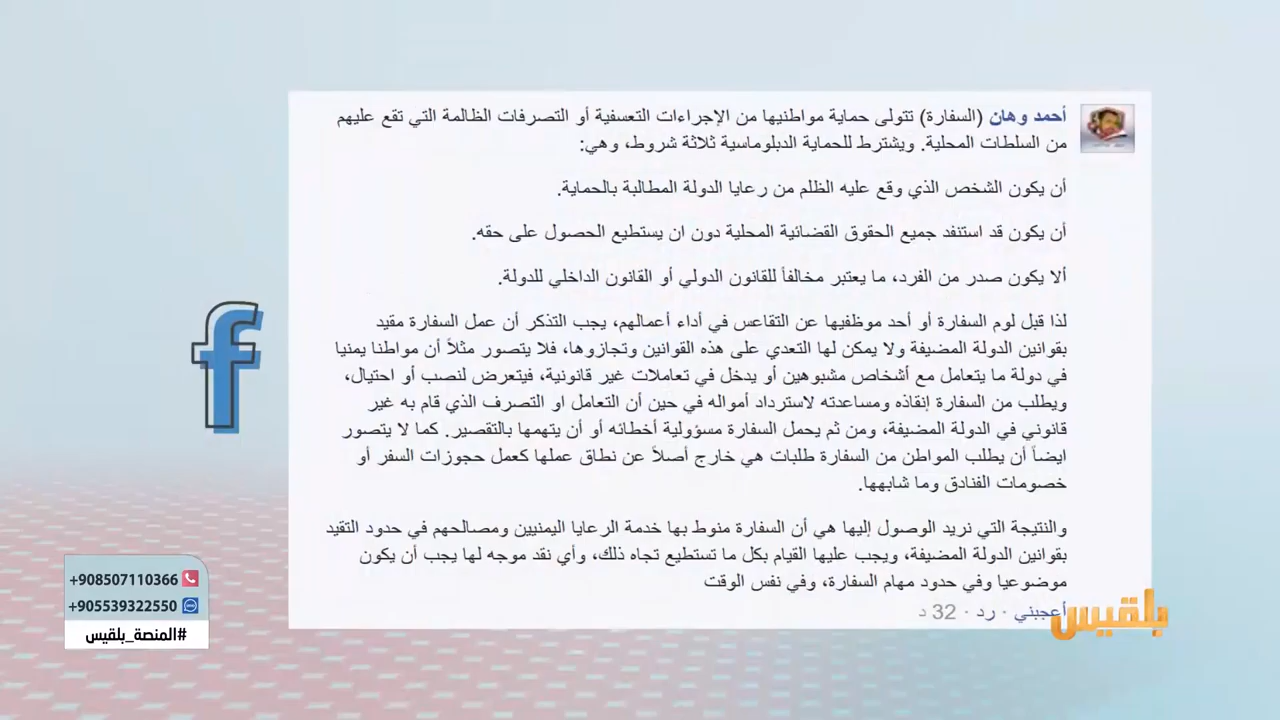 أحمد وهان (السفارة) تتولى حماية مواطنيها من الإجراءات التعسفية أو التصرفات الظالمة التي تقع عليهم
من السلطات المحلية. ويشترط للحماية الدبلوماسية ثلاثة شروط، وهي:
أن يكون الشخص الذي وقع عليه الظلم من رعايا الدولة المطالبة بالحماية.
أن يكون قد استنفد جميع الحقوق القضائية المحلية دون ان يستطيع الحصول على حقه.
ألا يكون صدر من الفرد، ما يعتبر مخالفاً للقانون الدولي أو القانون الداخلي للدولة.
لذا قبل لوم السفارة أو أحد موظفيها عن التقاعس في أداء أعمالهم، يجب التذكر أن عمل السفارة مقيد
بقوانين الدولة المضيفة ولا يمكن لها التعدي على هذه القوانين وتجازوها، فلا يتصور مثلاً أن مواطنا يمنيا
في دولة ما يتعامل مع أشخاص مشبوهين أو يدخل في تعاملات غير قانونية، فيتعرض لنصب أو احتيال،
ويطلب من السفارة إنقاذه ومساعدته لاسترداد أمواله في حين أن التعامل او التصرف الذي قام به غير
قانوني في الدولة المضيفة، ومن ثم يحمل السفارة مسؤولية أخطائه أو أن يتهمها بالتقصير. كما لا يتصور
ايضاً أن يطلب المواطن من السفارة طلبات هي خارج أصلاً عن نطاق عملها كعمل حجوزات السفر أو
خصومات الفنادق وما شابهها.
والنتيجة التي نريد الوصول إليها هي أن السفارة منوط بها خدمة الرعايا اليمنيين ومصالحهم في حدود التقيد
بقوانين الدولة المضيفة، ويجب عليها القيام بكل ما تستطيع تجاه ذلك، وأي نقد موجه لها يجب أن يكون
موضوعيا وفي حدود مهام السفارة، وفي نفس الوقت
أعجبني · رد · 32 د
بلقيس
+908507110366
+905539322550
#المنصة_بلقيس